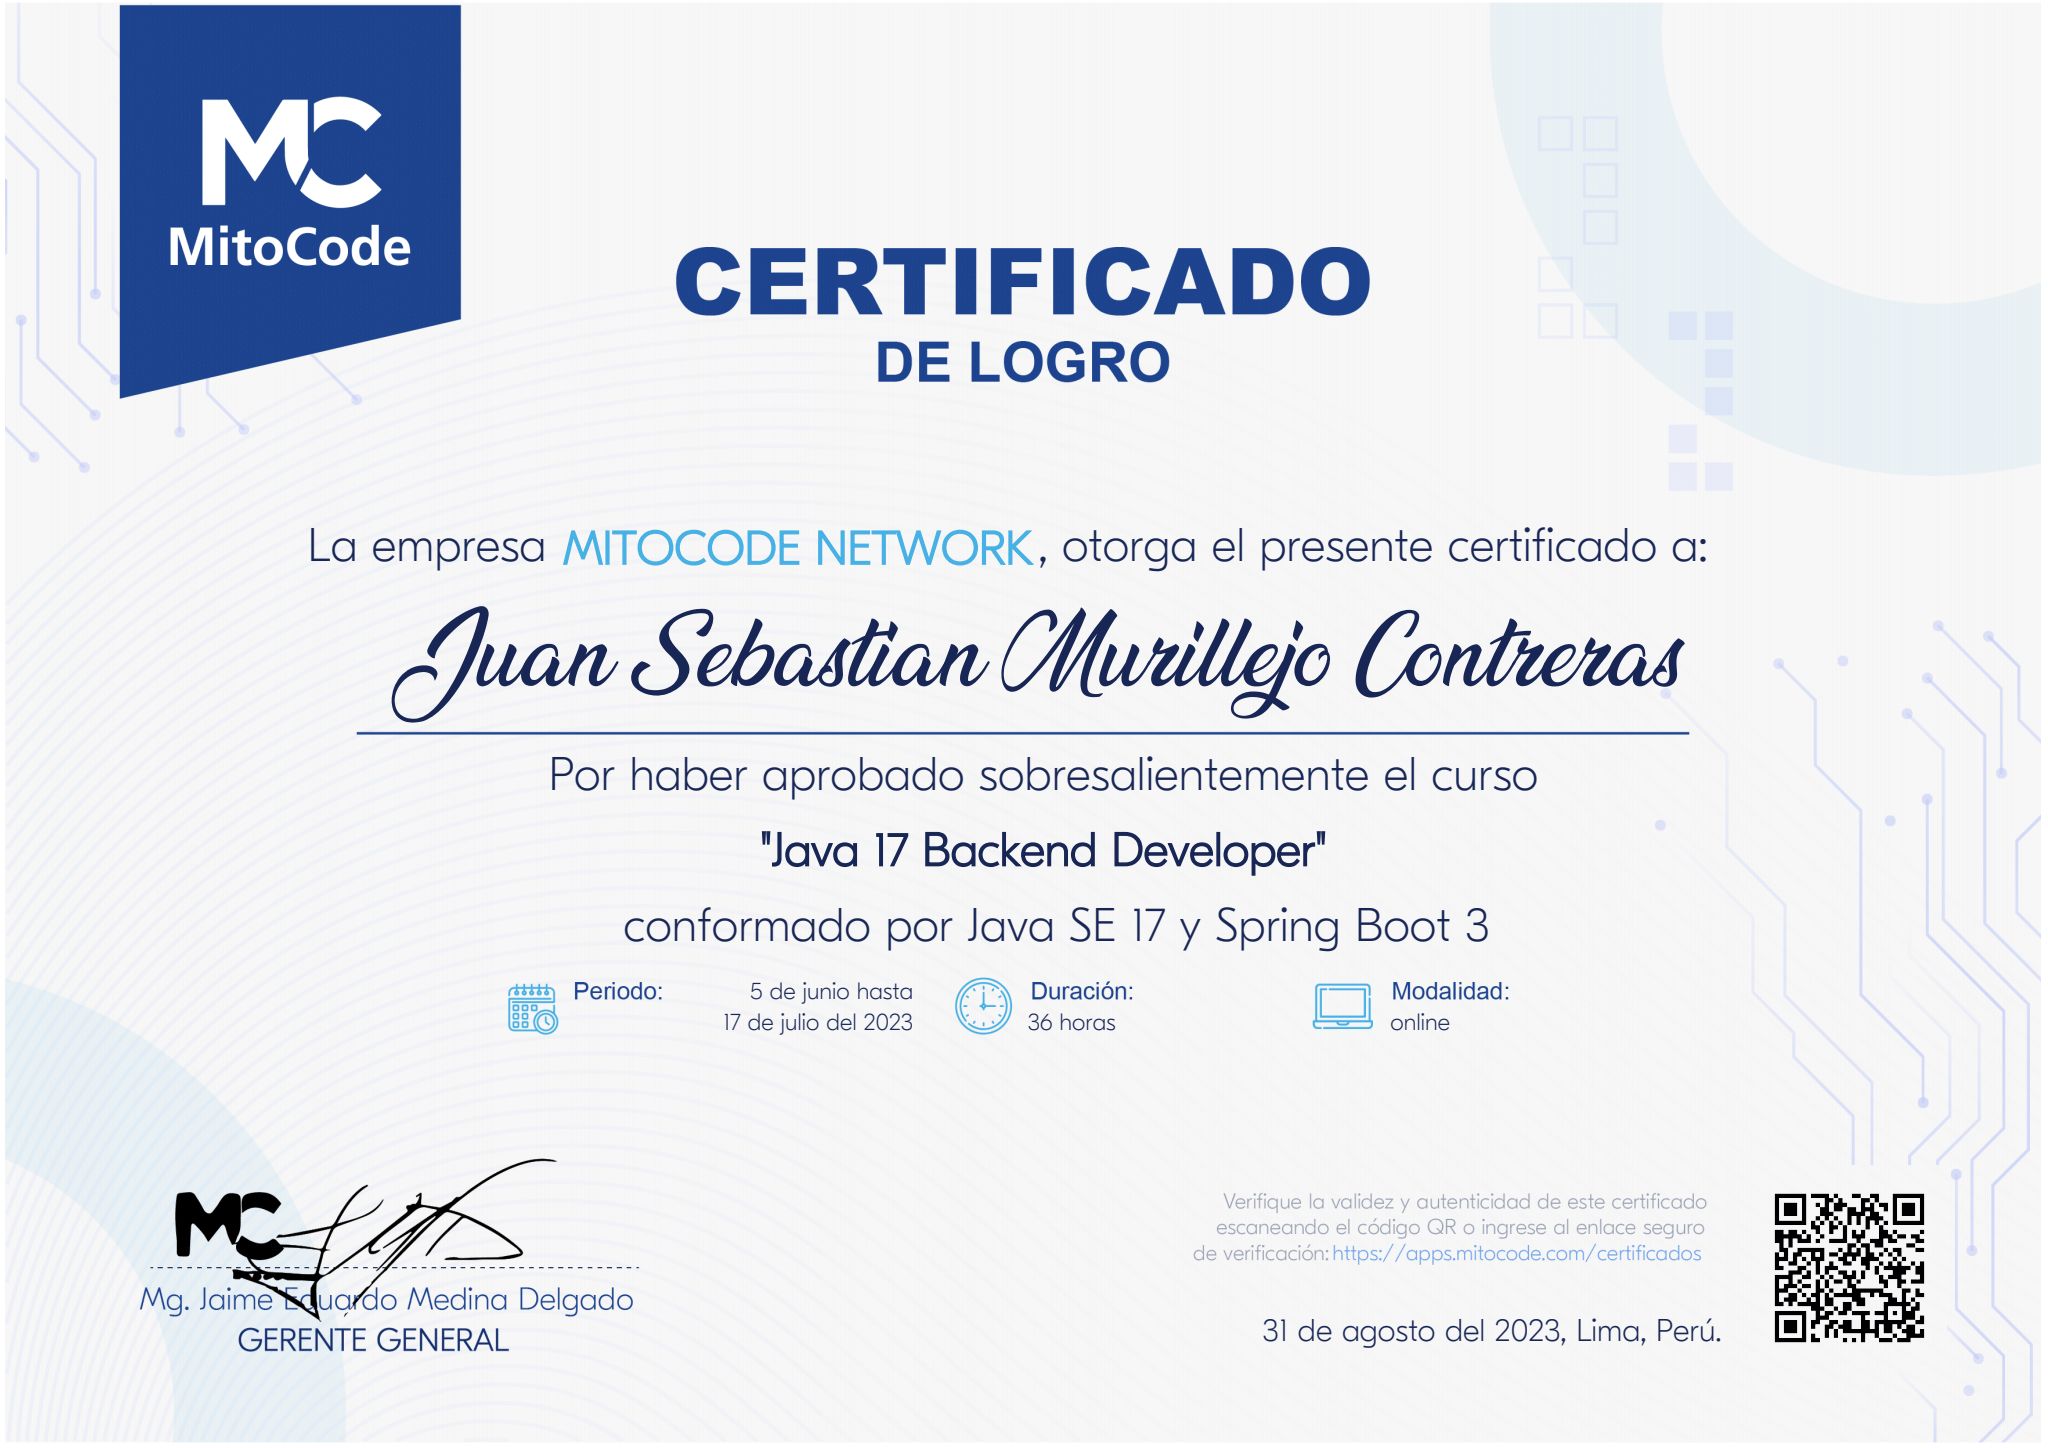 MC
MitoCode
CERTIFICADO
DE LOGRO
La empresa MITOCODE NETWORK, otorga el presente certificado a:
Juan Sebastian Murillejo Contreras
Por haber aprobado sobresalientemente el curso
"Java 17 Backend Developer"
conformado por Java SE 17 y Spring Boot 3
Periodo: 5 de junio hasta
17 de julio del 2023
Duración:
36 horas
Modalidad:
online
MC
Mg. Jaime Eduardo Medina Delgado
GERENTE GENERAL
Verifique la validez y autenticidad de este certificado
escaneando el código QR o ingrese al enlace seguro
de verificación: https://apps.mitocode.com/certificados
31 de agosto del 2023, Lima, Perú.